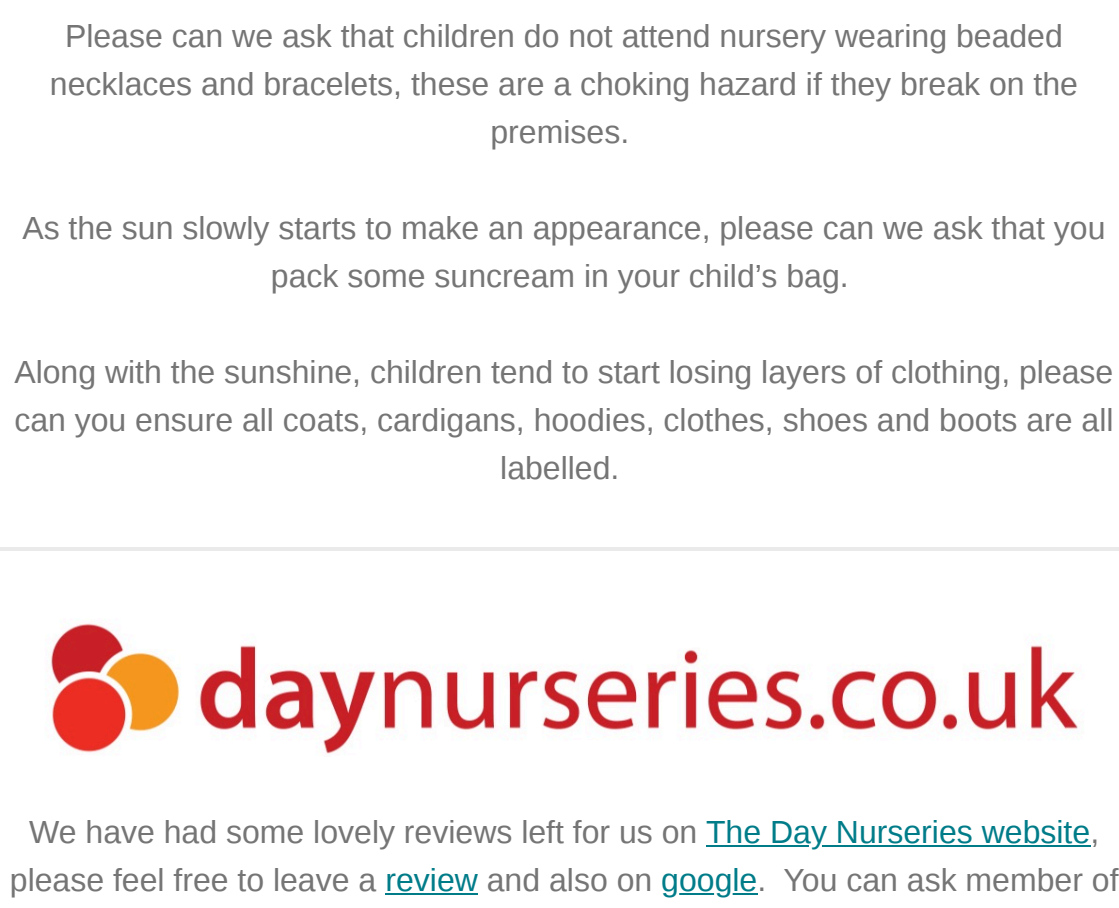 Please can we ask that children do not attend nursery wearing beaded
necklaces and bracelets, these are a choking hazard if they break on the
premises.
As the sun slowly starts to make an appearance, please can we ask that you
pack some suncream in your child’s bag.
Along with the sunshine, children tend to start losing layers of clothing, please
can you ensure all coats, cardigans, hoodies, clothes, shoes and boots are all
labelled.
daynurseries.co.uk
We have had some lovely reviews left for us on The Day Nurseries website,
please feel free to leave a review and also on google.  You can ask member of